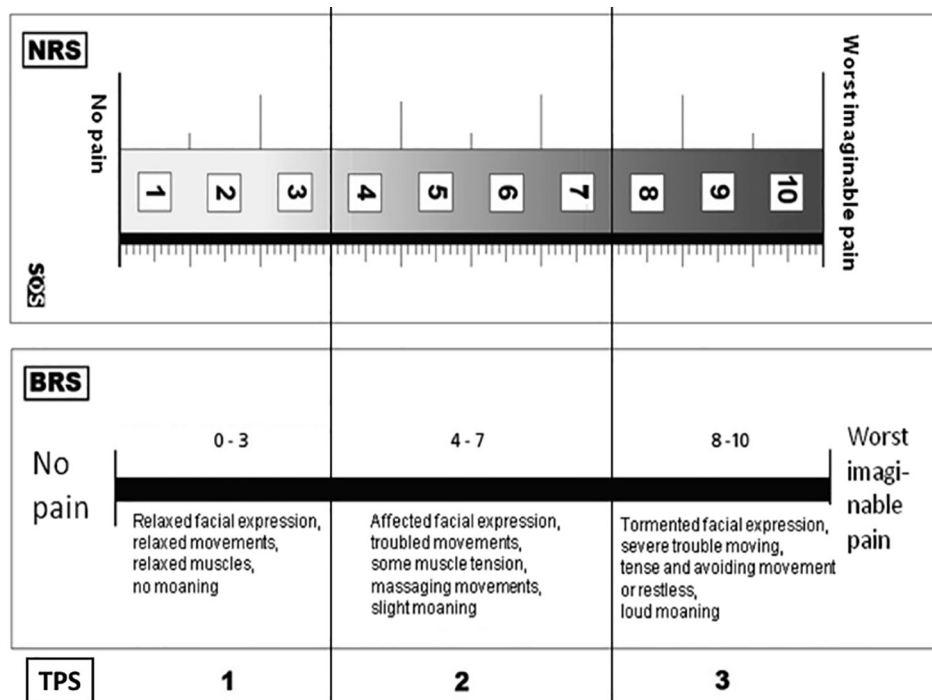 NRS
No pain
1 2 3 4 5 6 7 8 9 10
Worst imaginable pain
SOS
BRS
0 - 3
4 - 7
8 -10
No
pain
Worst
imagi-
nable
pain
Relaxed facial expression,
relaxed movements,
relaxed muscles,
no moaning
Affected facial expression,
troubled movements,
some muscle tension,
massaging movements,
slight moaning
Tormented facial expression,
severe trouble moving,
tense and avoiding movement
or restless,
loud moaning
TPS
1
2
3